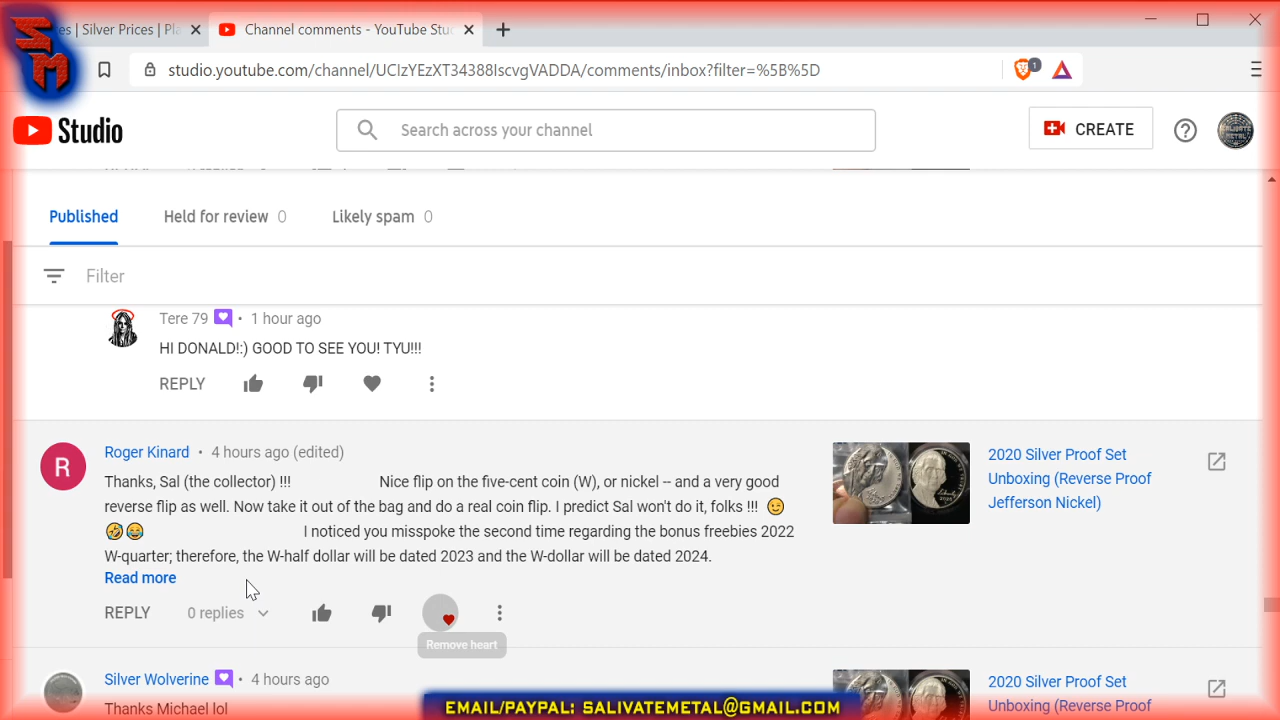 SM
es | Silver Prices | Pla
Channel comments - YouTube Stu
studio.youtube.com/channel/UCIzYEzXT34388IscvgVADDA/comments/inbox?filter=%5B%5D
1
Studio
Search across your channel
CREATE
SALIVATE METAL
Published
Held for review 0
Likely spam 0
Filter
Tere 79 • 1 hour ago
HI DONALD!:) GOOD TO SEE YOU! TYU!!!
REPLY
R
Roger Kinard • 4 hours ago (edited)
Thanks, Sal (the collector) !!! Nice flip on the five-cent coin (W), or nickel -- and a very good
reverse flip as well. Now take it out of the bag and do a real coin flip. I predict Sal won't do it, folks !!! 😉
🤣😂 I noticed you misspoke the second time regarding the bonus freebies 2022
W-quarter; therefore, the W-half dollar will be dated 2023 and the W-dollar will be dated 2024.
Read more
REPLY 0 replies
Remove heart
2020 Silver Proof Set
Unboxing (Reverse Proof
Jefferson Nickel)
Silver Wolverine • 4 hours ago
Thanks Michael lol
2020 Silver Proof Set
Unboxing (Reverse Proof
EMAIL/PAYPAL: SALIVATEMETAL@GMAIL.COM